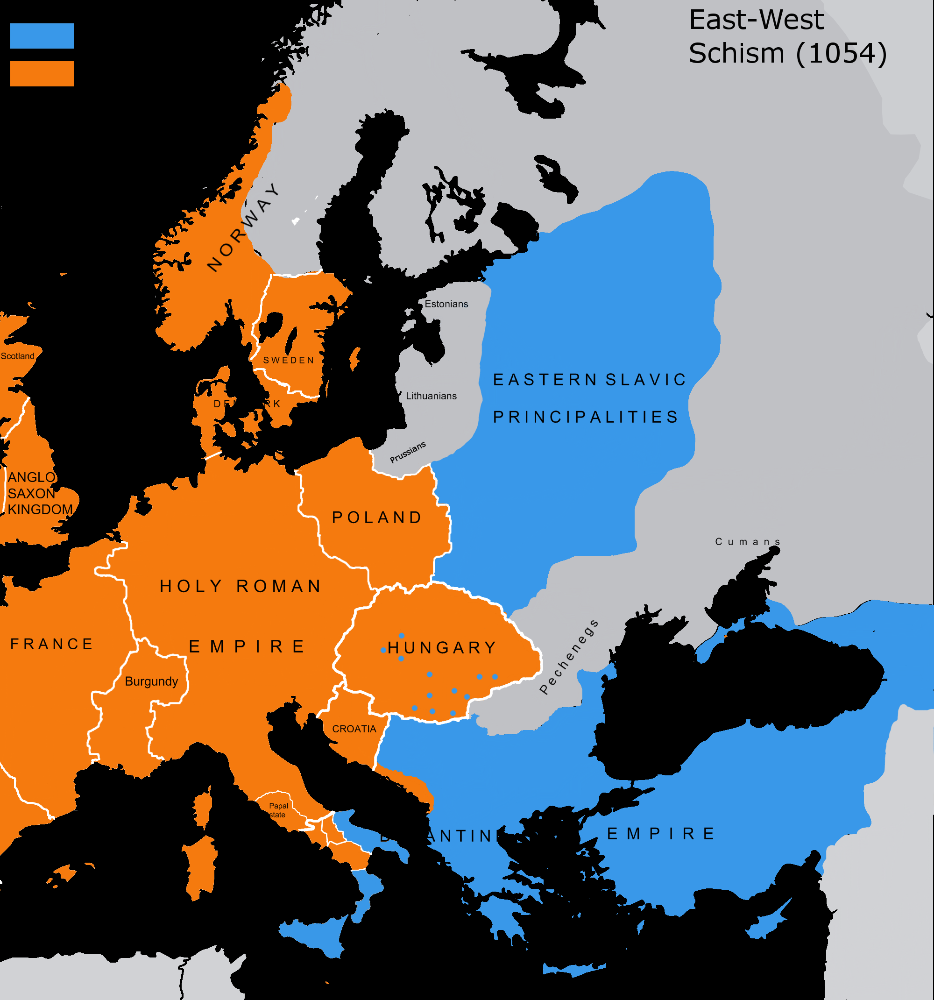 East-West
Schism (1054)
NORWAY
Estonians
Scotland
SWEDEN
EASTERN SLAVIC
Lithuanians
PRINCIPALITIES
Prussians
ANGLO
SAXON
KINGDOM
POLAND
Cumans
HOLY ROMAN
FRANCE
EMPIRE
HUNGARY
Pechenegs
Burgundy
CROATIA
Papal
state
EMPIRE